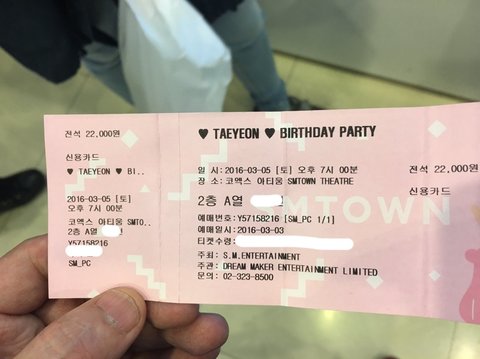 전석 22,000원
신용카드
♥ TAEYEON ♥ BI..
2016-03-05 [토]
오후 7시 00분
코엑스 아티움 SMTO..
2층 A열
Y57158216
SM_PC
♥ TAEYEON ♥ BIRTHDAY PARTY
일 시: 2016-03-05 [토] 오후 7시 00분
장 소: 코엑스 아티움 SMTOWN THEATRE
2층 A열
SMTOWN
예매번호: Y57158216 [SM_PC 1/1]
예매일시: 2016-03-03
티켓수령:
주최: S.M.ENTERTAINMENT
주관: DREAM MAKER ENTERTAINMENT LIMITED
문의: 02-323-8500
전석 22,000원
신용카드